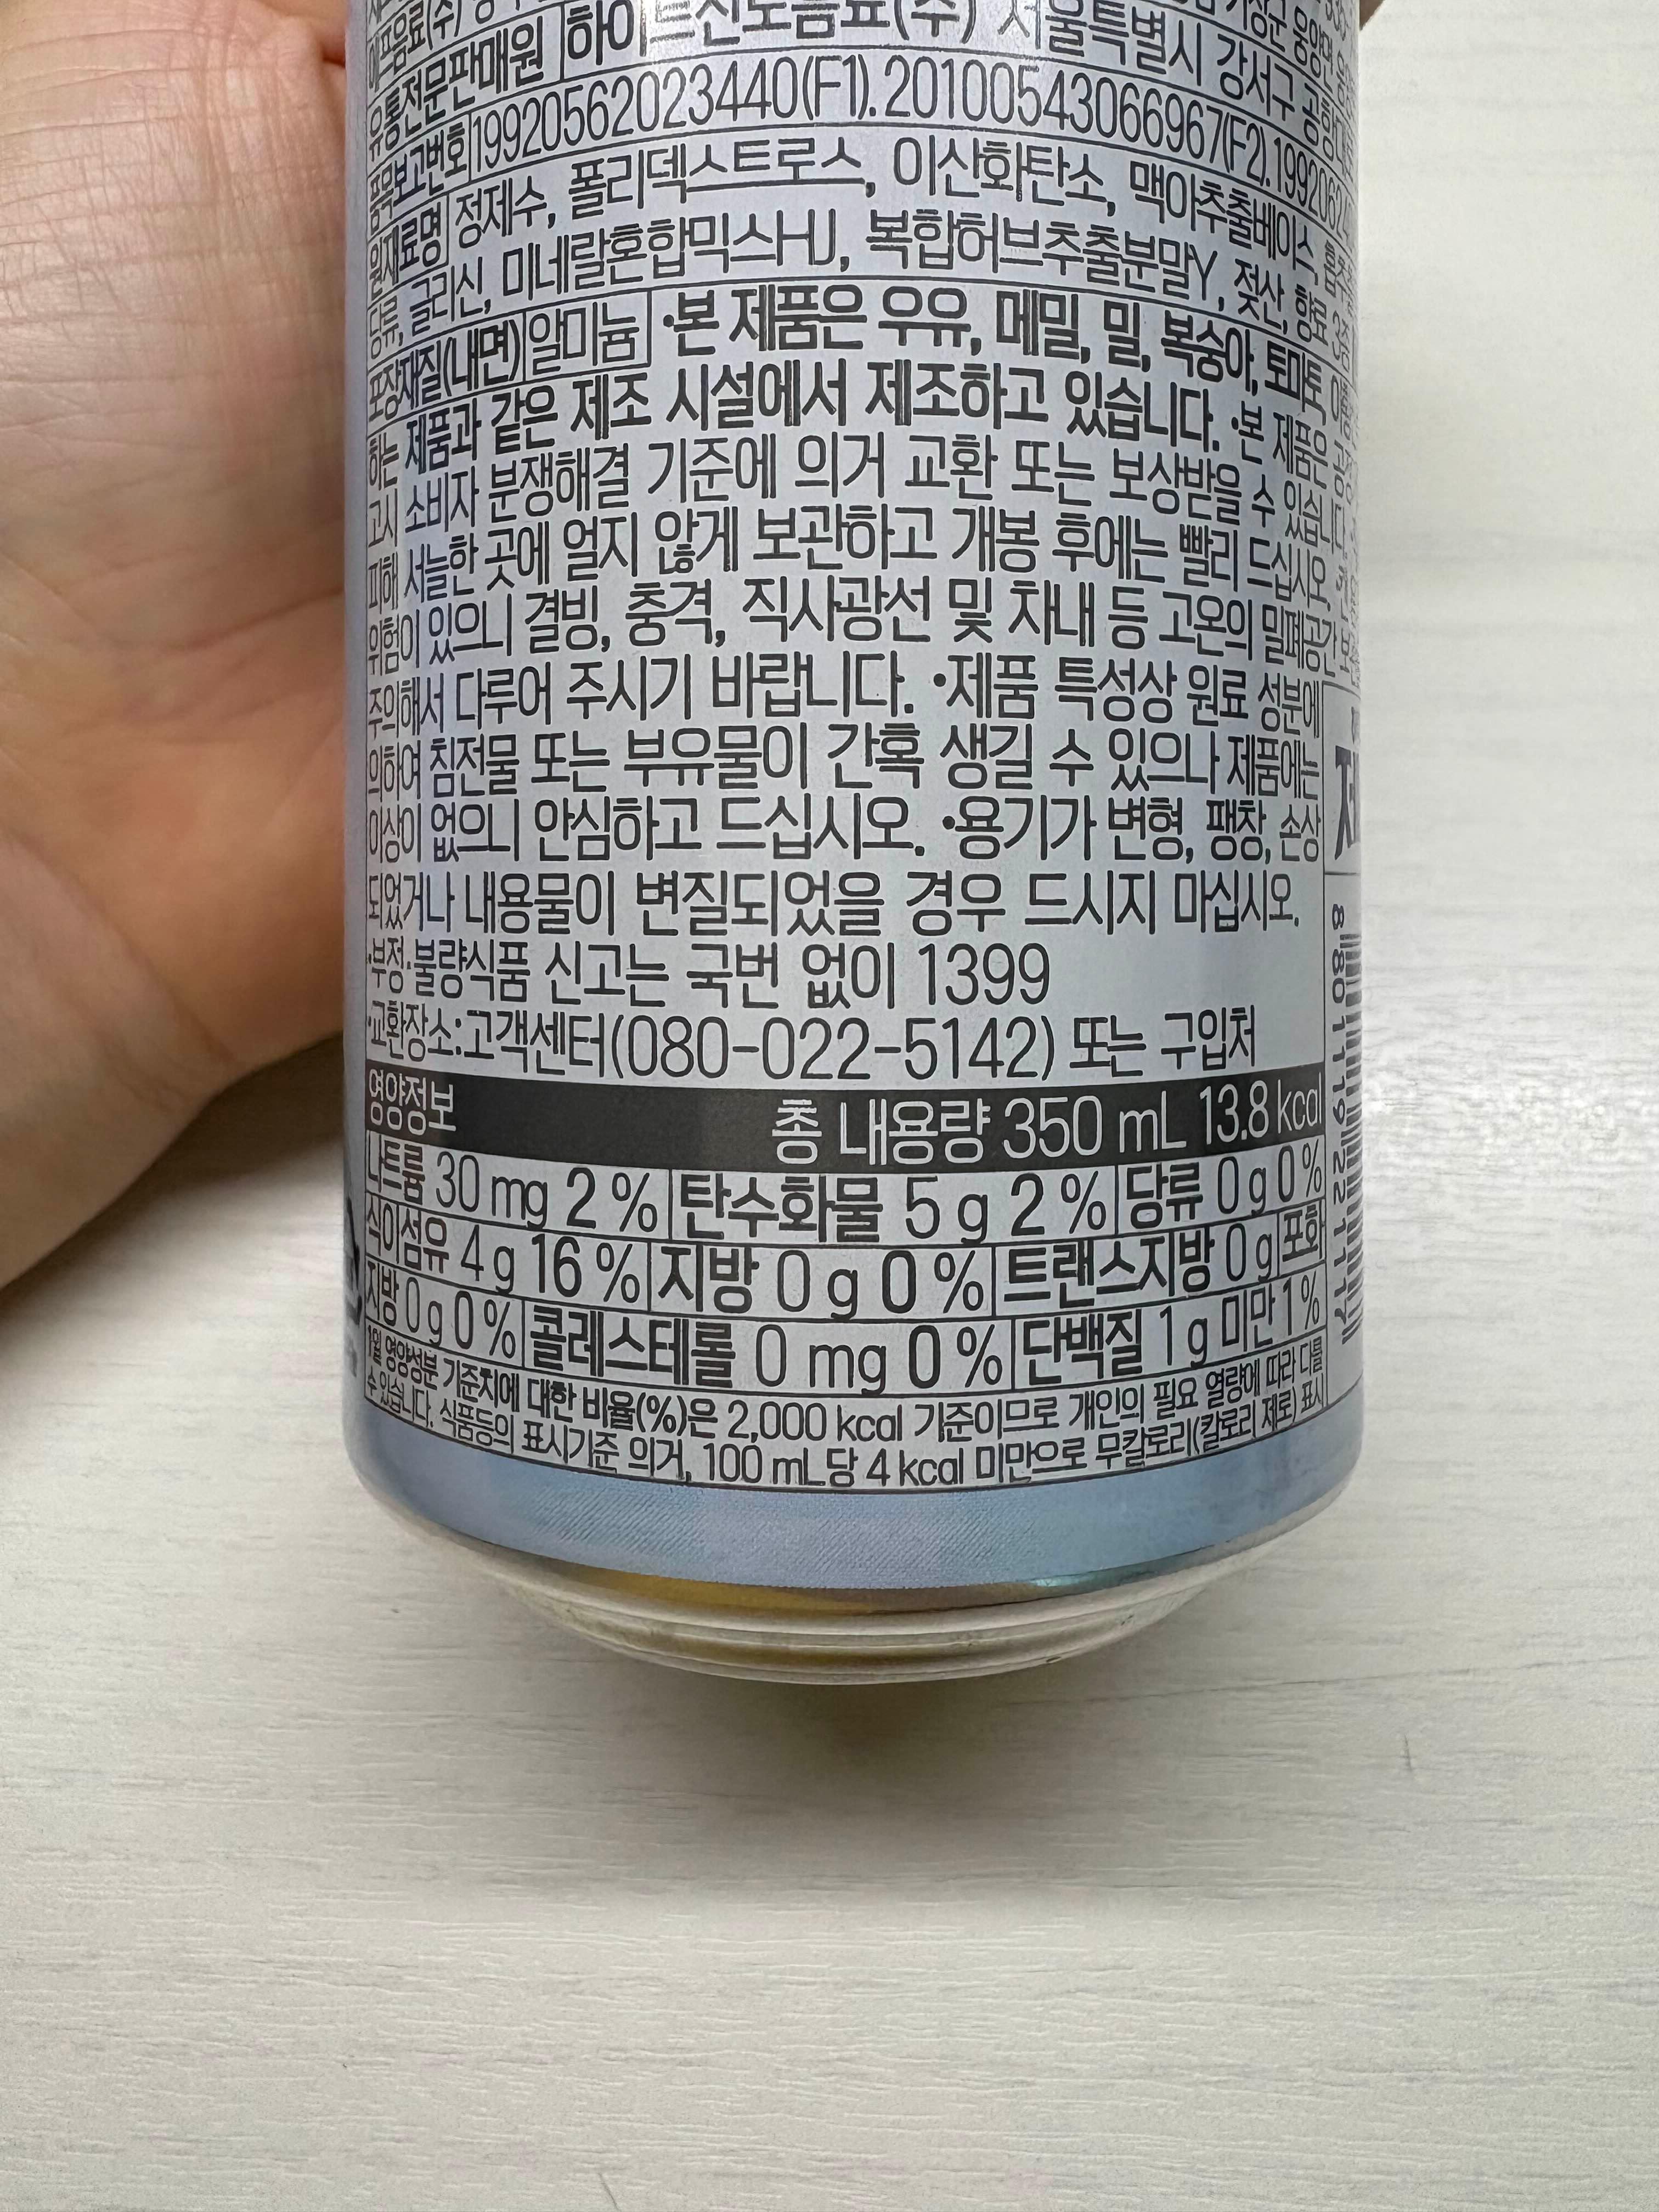 유통전문판매원 하이트진로음료(주) 서울특별시 강서구 공항대
품목보고번호 19920562023440(F1). 20100543066967(F2). 1992062
원재료명 정제수, 폴리덱스트로스, 이산화탄소, 맥아추출베이스,
당류, 글리신, 미네랄혼합믹스HJ, 복합허브추출분말Y, 젖산, 향료
포장재질(내면) 알미늄 •본 제품은 우유, 메밀, 밀, 복숭아, 토마토,
하는 제품과 같은 제조 시설에서 제조하고 있습니다. •본 제품은
고시 소비자 분쟁해결 기준에 의거 교환 또는 보상받을 수 있습니다.
피해 서늘한 곳에 얼지 않게 보관하고 개봉 후에는 빨리 드십시오.
위험이 있으니 결빙, 충격, 직사광선 및 차내 등 고온의 밀폐공간
주의해서 다루어 주시기 바랍니다. •제품 특성상 원료 성분에
의하여 침전물 또는 부유물이 간혹 생길 수 있으나 제품에는
이상이 없으니 안심하고 드십시오. •용기가 변형, 팽창, 손상
되었거나 내용물이 변질되었을 경우 드시지 마십시오.
•부정·불량식품 신고는 국번 없이 1399
•교환장소:고객센터(080-022-5142) 또는 구입처
영양정보 총 내용량 350 mL 13.8 kcal
나트륨 30 mg 2 % 탄수화물 5 g 2 % 당류 0 g 0 %
식이섬유 4 g 16 % 지방 0 g 0 % 트랜스지방 0 g 포화
지방 0 g 0 % 콜레스테롤 0 mg 0 % 단백질 1 g 미만 1 %
1일 영양성분 기준치에 대한 비율(%)은 2,000 kcal 기준이므로 개인의 필요 열량에 따라 다를
수 있습니다. 식품등의 표시기준 의거, 100 mL당 4 kcal 미만으로 무칼로리(칼로리 제로) 표시
8 801119 221117